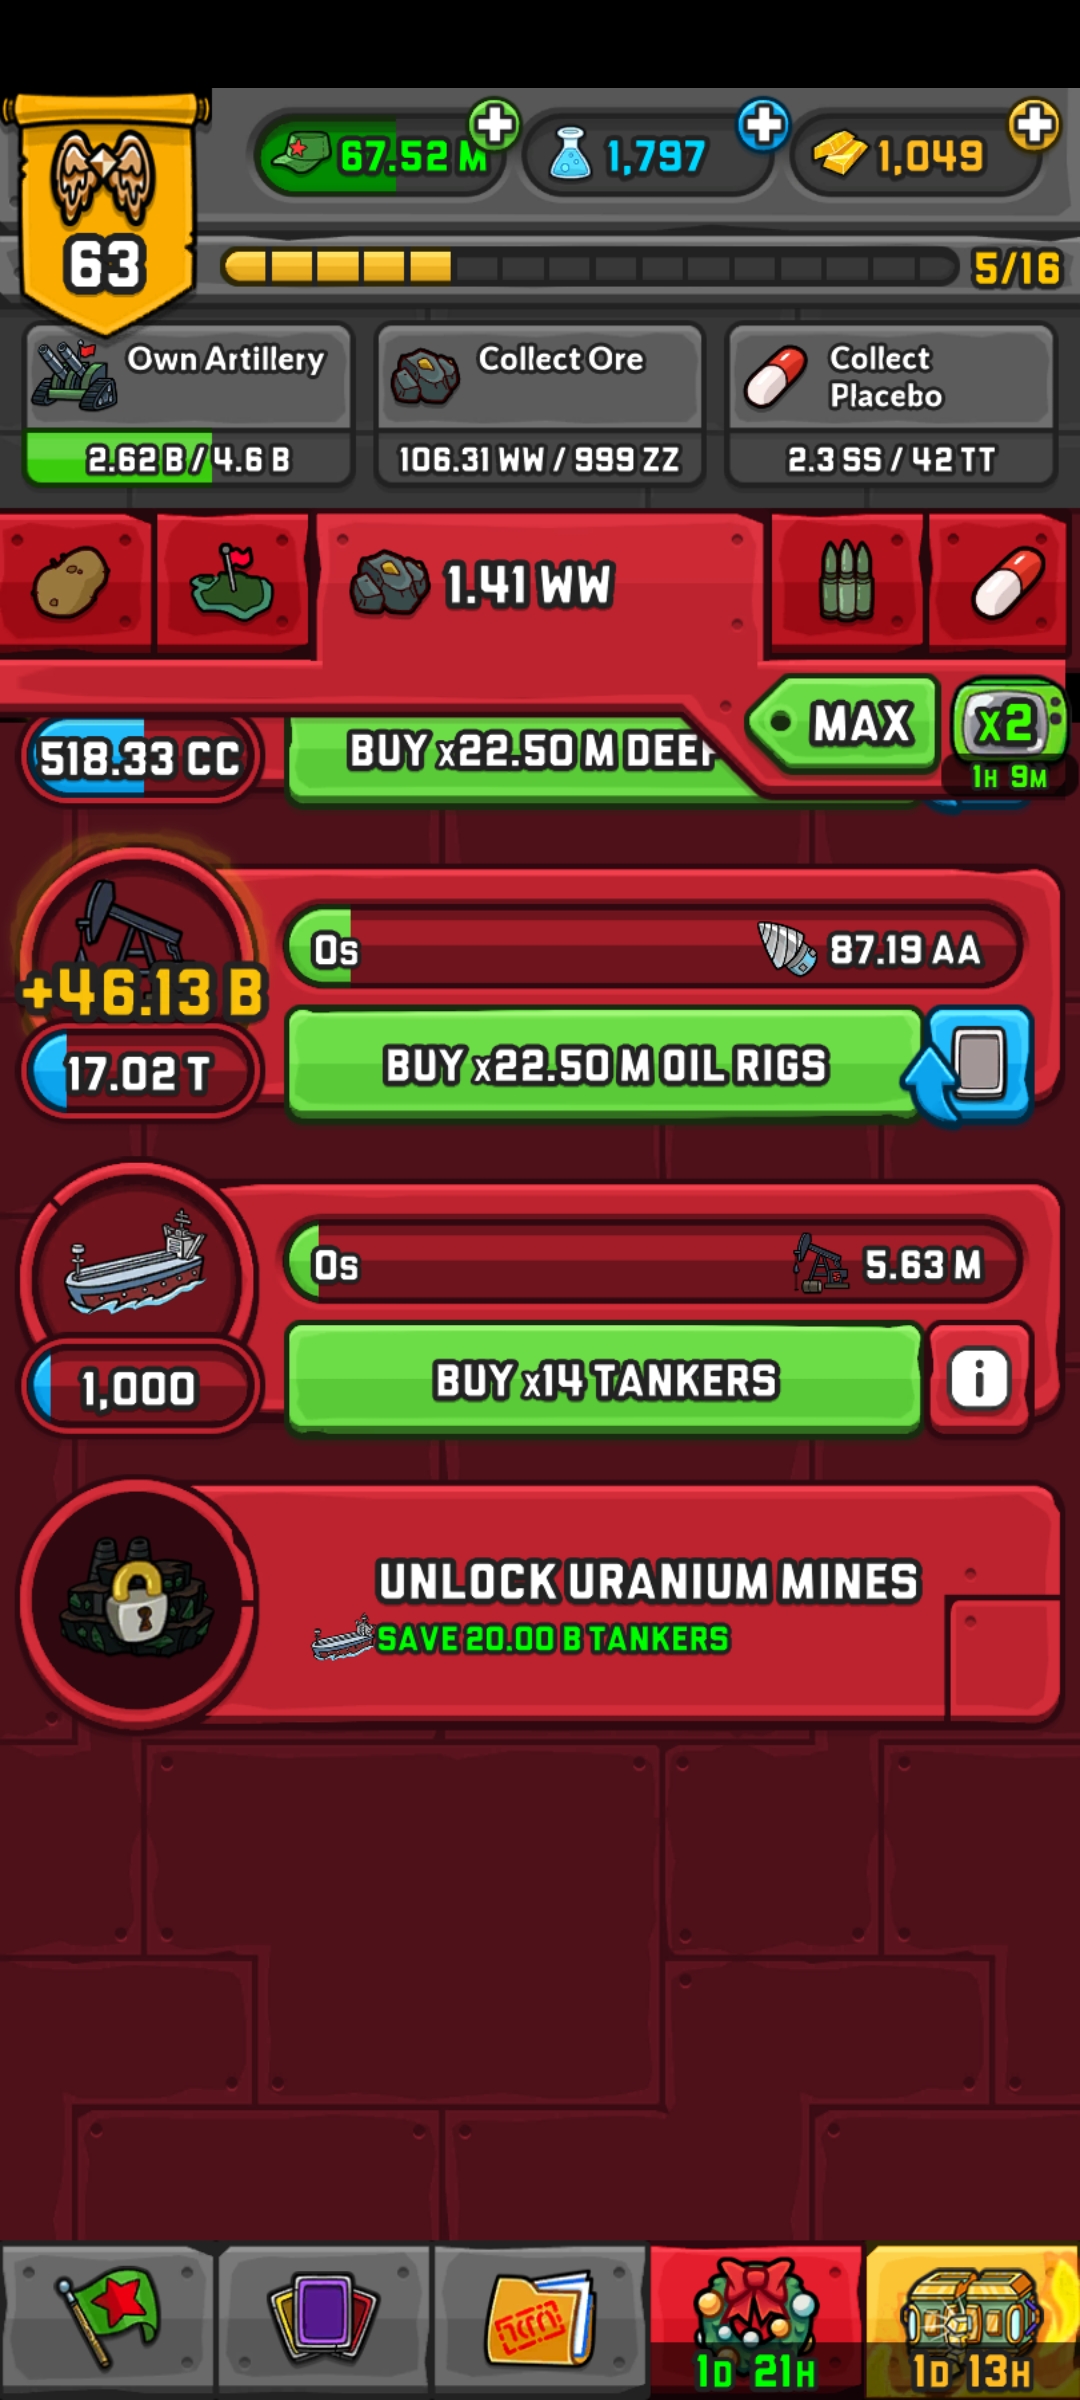 67.52 M
1,797
1,049
63
5/16
Own Artillery
2.62 B / 4.6 B
Collect Ore
106.31 WW / 999 ZZ
Collect
Placebo
2.3 SS / 42 TT
1.41 WW
MAX
x2
1H 9M
518.33 CC
BUY x22.50 M DEEP
0s
87.19 AA
+46.13 B
17.02 T
BUY x22.50 M OIL RIGS
0s
5.63 M
1,000
BUY x14 TANKERS
i
UNLOCK URANIUM MINES
SAVE 20.00 B TANKERS
1D 21H
1D 13H